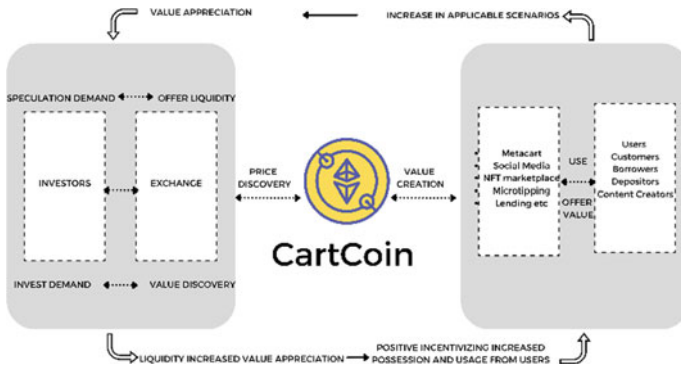 VALUE APPRECIATION
INCREASE IN APPLICABLE SCENARIOS
SPECULATION DEMAND
OFFER LIQUIDITY
INVESTORS
EXCHANGE
INVEST DEMAND
VALUE DISCOVERY
PRICE
DISCOVERY
CartCoin
VALUE
CREATION
Metacart
Social Media
NFT marketplace
Microtipping
Lending etc
USE
OFFER
VALUE
Users
Customers
Borrowers
Depositors
Content Creators
LIQUIDITY INCREASED VALUE APPRECIATION
POSITIVE INCENTIVIZING INCREASED
POSSESSION AND USAGE FROM USERS